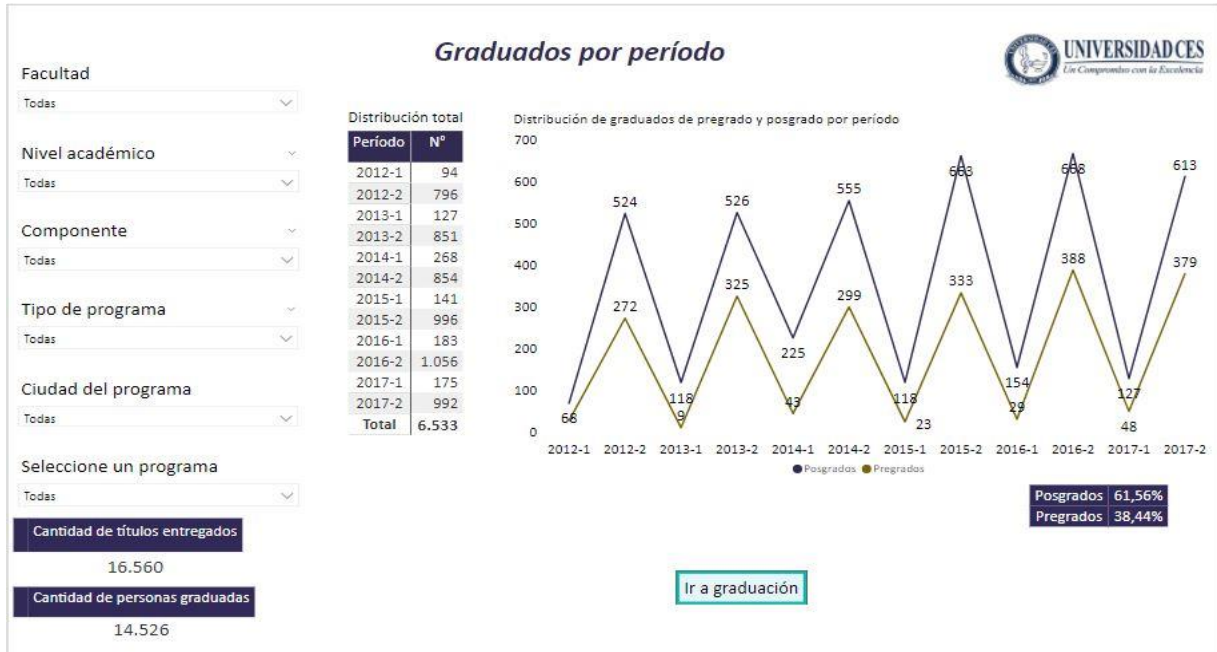 Graduados por período
UNIVERSIDAD CES
Un Compromiso con la Excelencia
Facultad
Todas
Nivel académico
Todas
Componente
Todas
Tipo de programa
Todas
Ciudad del programa
Todas
Seleccione un programa
Todas
Cantidad de títulos entregados
16.560
Cantidad de personas graduadas
14.526
Distribución total
Período N°
2012-1 94
2012-2 796
2013-1 127
2013-2 851
2014-1 268
2014-2 854
2015-1 141
2015-2 996
2016-1 183
2016-2 1.056
2017-1 175
2017-2 992
Total 6.533
Distribución de graduados de pregrado y posgrado por período
700
600
500
400
300
200
100
0
68 524 118 526 225 555 118 663 154 668 127 613
272 9 325 43 299 23 333 29 388 48 379
2012-1 2012-2 2013-1 2013-2 2014-1 2014-2 2015-1 2015-2 2016-1 2016-2 2017-1 2017-2
Posgrados Pregrados
Posgrados 61,56%
Pregrados 38,44%
Ir a graduación